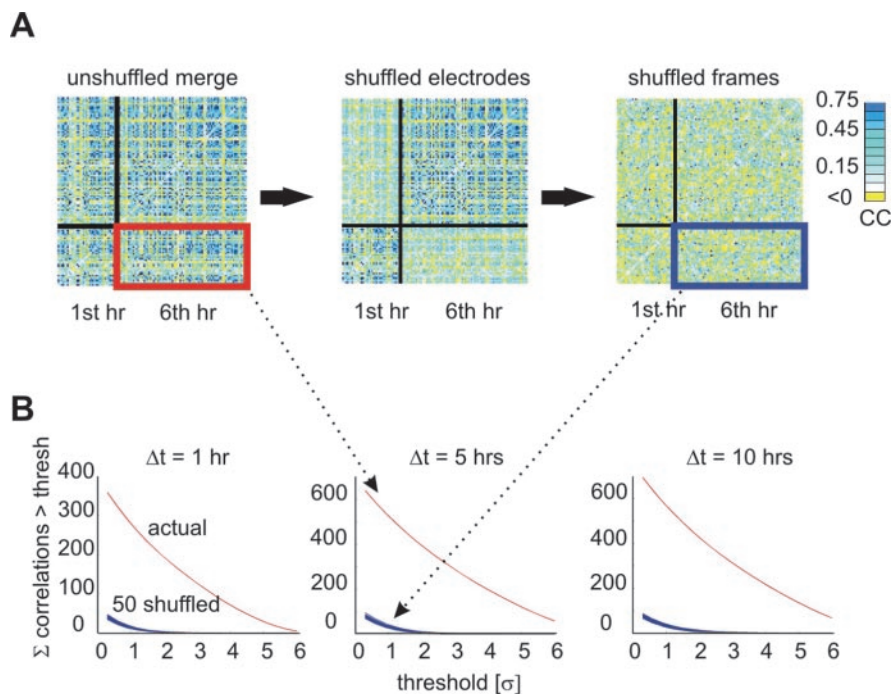 A
unshuffled merge
shuffled electrodes
shuffled frames
0.75
0.45
0.15
<0
CC
1st hr 6th hr
1st hr 6th hr
1st hr 6th hr
B
Σ correlations > thresh
Δt = 1 hr
400
300
200
100
0
actual
50 shuffled
0 1 2 3 4 5 6
Δt = 5 hrs
600
400
200
0
0 1 2 3 4 5 6
Δt = 10 hrs
600
400
200
0
0 1 2 3 4 5 6
threshold [σ]